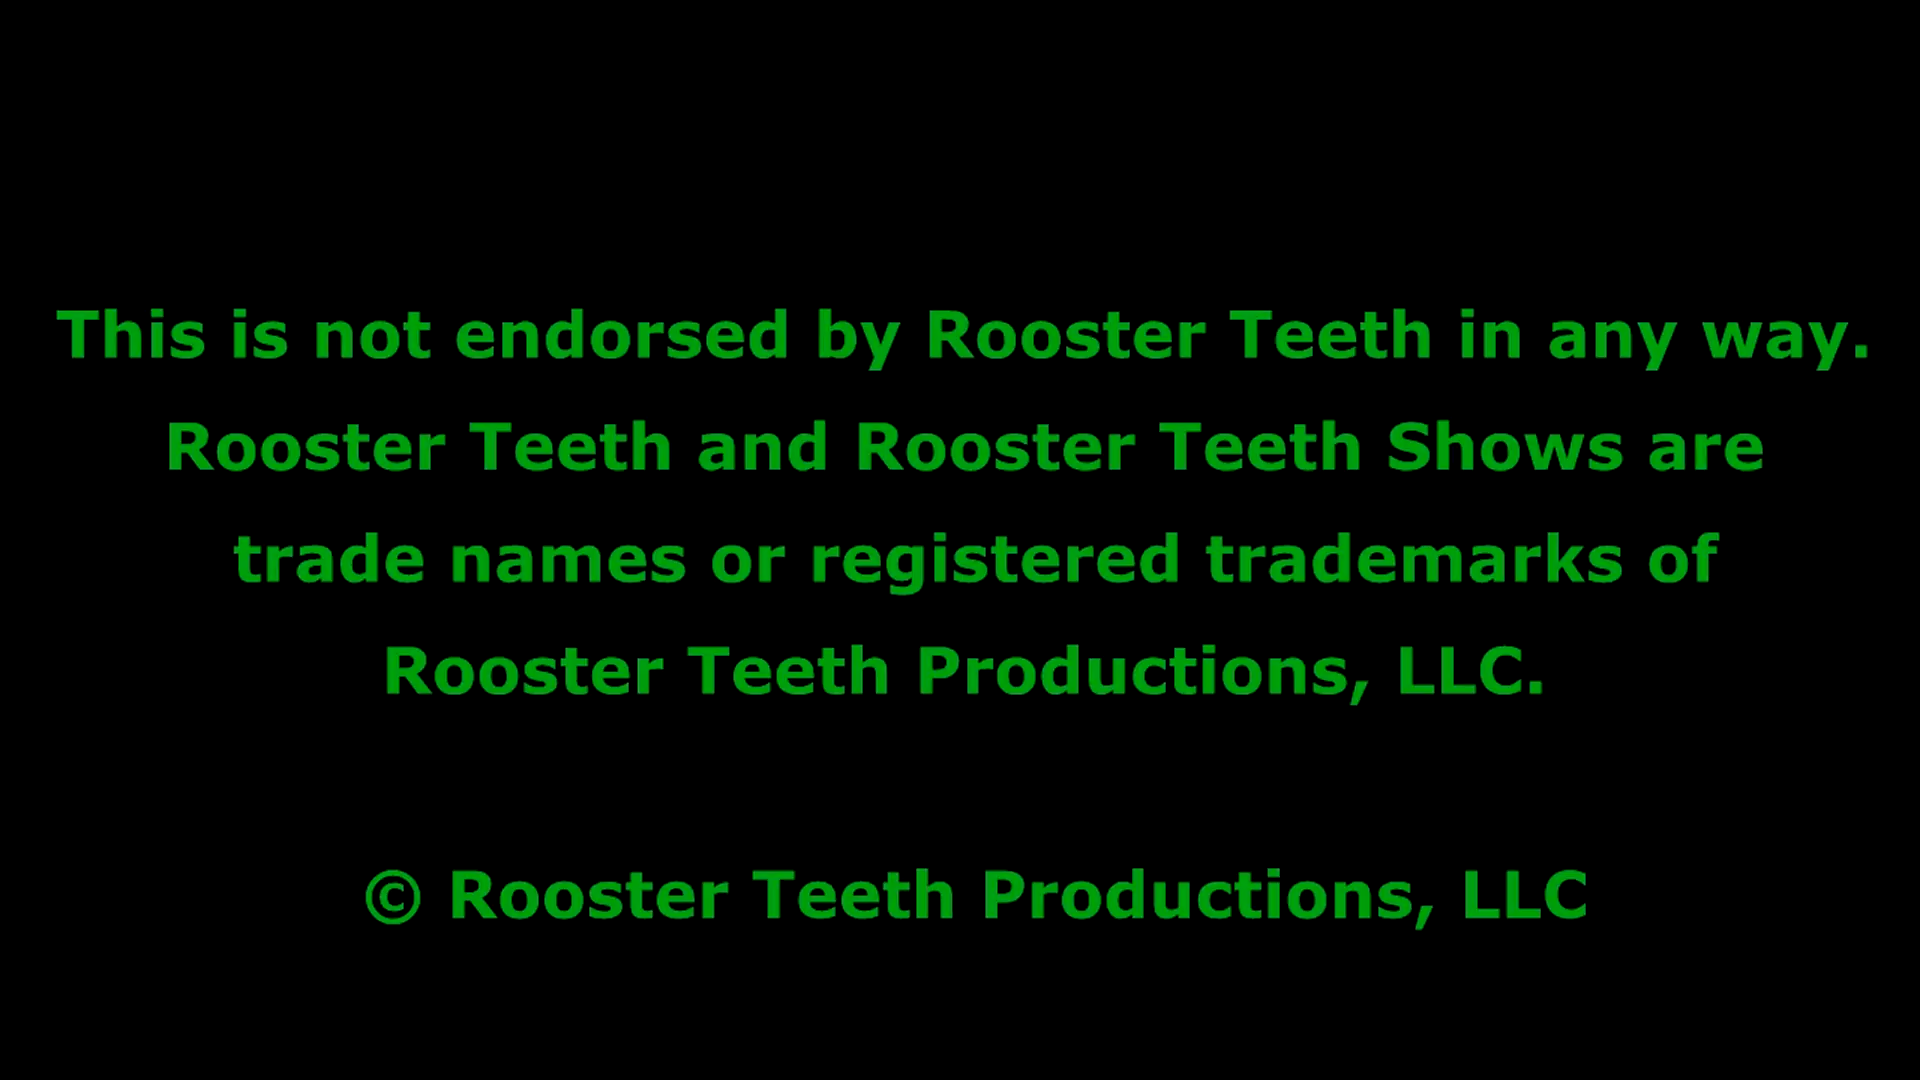 This is not endorsed by Rooster Teeth in any way.
Rooster Teeth and Rooster Teeth Shows are
trade names or registered trademarks of
Rooster Teeth Productions, LLC.
© Rooster Teeth Productions, LLC